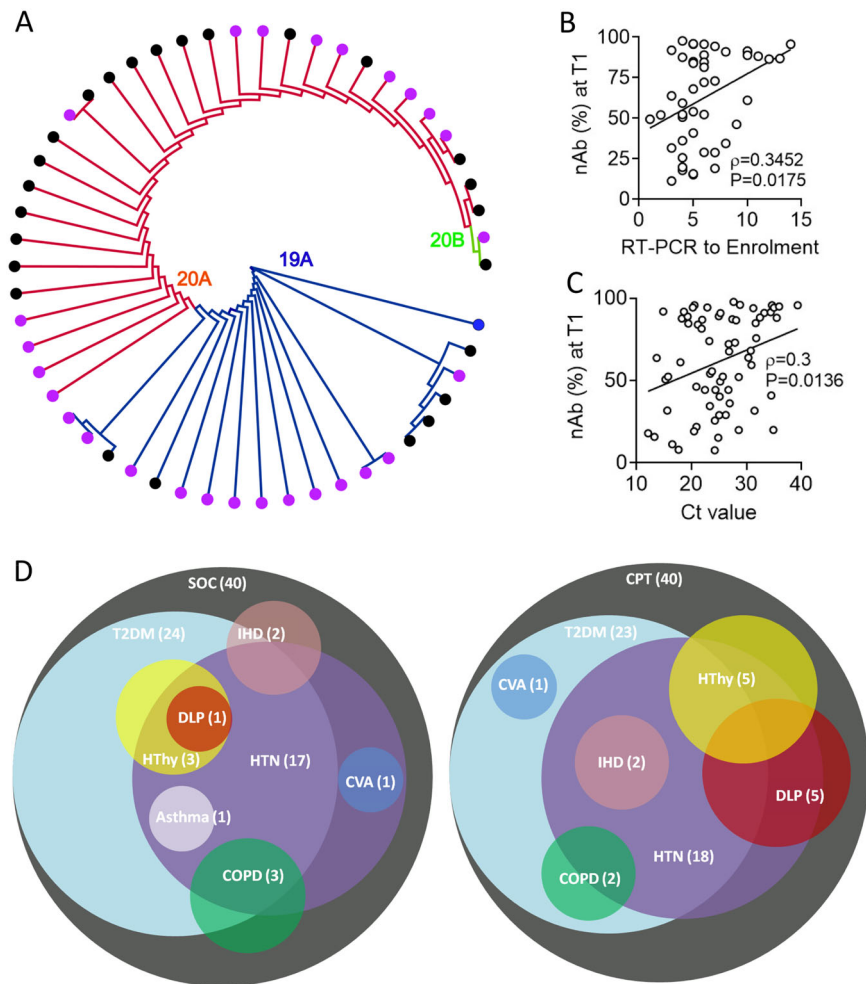 A
20A
19A
20B
B
nAb (%) at T1
100
75
50
25
0
ρ=0.3452
P=0.0175
0
5
10
15
RT-PCR to Enrolment
C
nAb (%) at T1
100
50
0
ρ=0.3
P=0.0136
10
20
30
40
Ct value
D
SOC (40)
T2DM (24)
IHD (2)
DLP (1)
HThy (3)
HTN (17)
CVA (1)
Asthma (1)
COPD (3)
CPT (40)
T2DM (23)
CVA (1)
HThy (5)
IHD (2)
DLP (5)
HTN (18)
COPD (2)